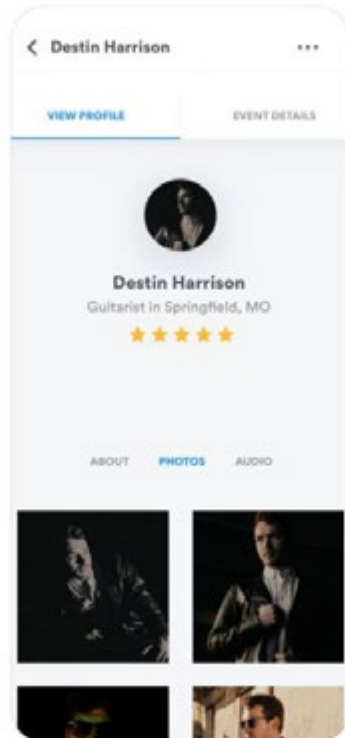 Destin Harrison
VIEW PROFILE EVENT DETAILS
Destin Harrison
Guitarist in Springfield, MO
ABOUT PHOTOS AUDIO